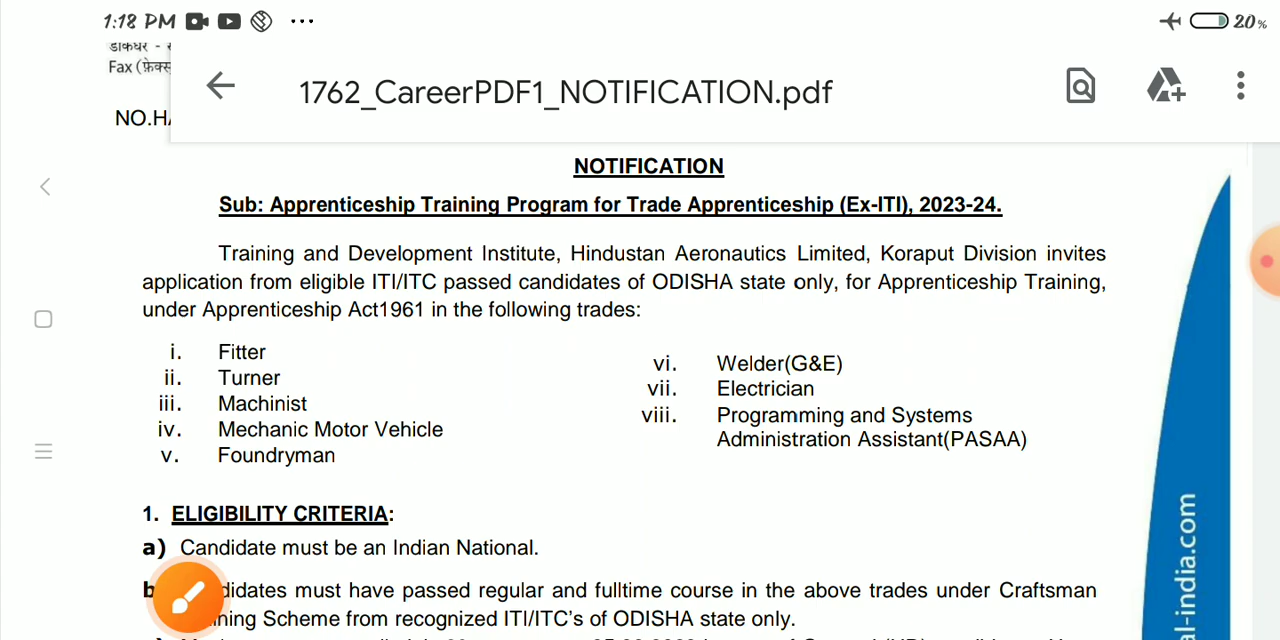 1:18 PM
20%
डाकघर -
Fax (फ़ैक्स
1762_CareerPDF1_NOTIFICATION.pdf
NO.HA
NOTIFICATION
Sub: Apprenticeship Training Program for Trade Apprenticeship (Ex-ITI), 2023-24.
Training and Development Institute, Hindustan Aeronautics Limited, Koraput Division invites
application from eligible ITI/ITC passed candidates of ODISHA state only, for Apprenticeship Training,
under Apprenticeship Act1961 in the following trades:
i. Fitter
ii. Turner
iii. Machinist
iv. Mechanic Motor Vehicle
v. Foundryman
vi. Welder(G&E)
vii. Electrician
viii. Programming and Systems
Administration Assistant(PASAA)
1. ELIGIBILITY CRITERIA:
a) Candidate must be an Indian National.
b didates must have passed regular and fulltime course in the above trades under Craftsman
ning Scheme from recognized ITI/ITC's of ODISHA state only.
al-india.com